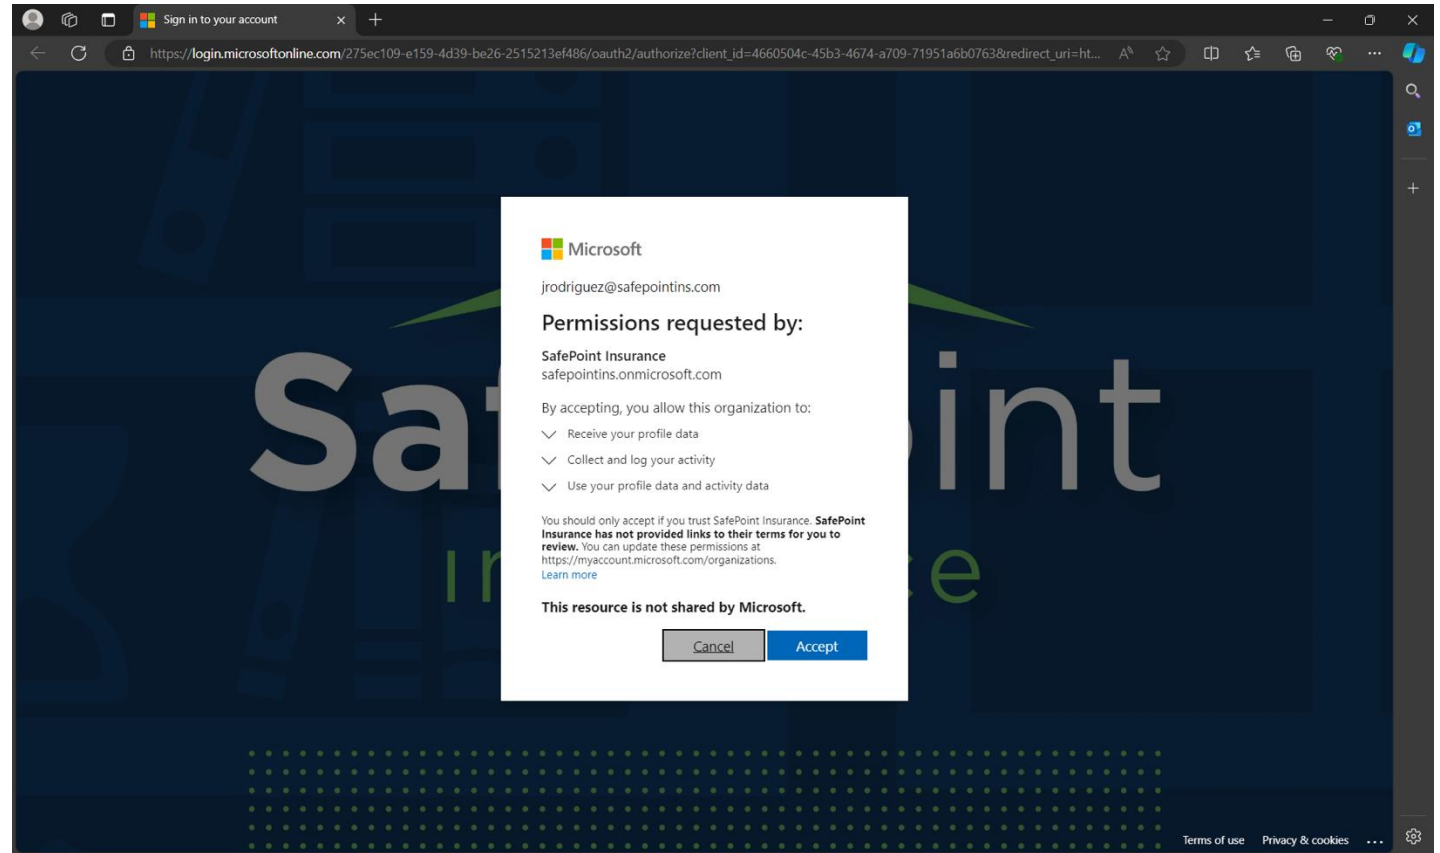 Sign in to your account
https://login.microsoftonline.com/275ec109-e159-4d39-be26-2515213ef486/oauth2/authorize?client_id=4660504c-45b3-4674-a709-71951a6b0763&redirect_uri=ht...
Microsoft
jrodriguez@safepointins.com
Permissions requested by:
SafePoint Insurance
safepointins.onmicrosoft.com
By accepting, you allow this organization to:
Receive your profile data
Collect and log your activity
Use your profile data and activity data
You should only accept if you trust SafePoint Insurance. SafePoint
Insurance has not provided links to their terms for you to
review. You can update these permissions at
https://myaccount.microsoft.com/organizations.
Learn more
This resource is not shared by Microsoft.
Cancel Accept
Terms of use Privacy & cookies ...